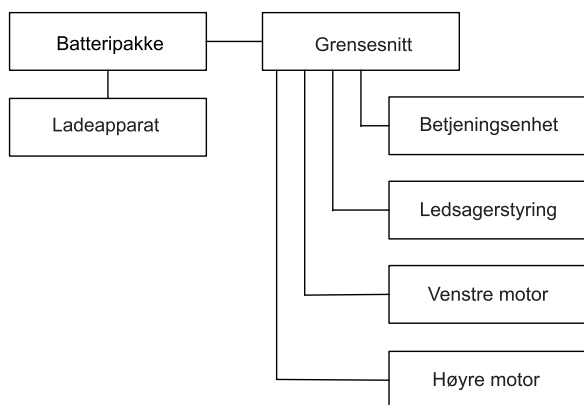 Batteripakke
Grensesnitt
Ladeapparat
Betjeningsenhet
Ledsagerstyring
Venstre motor
Høyre motor